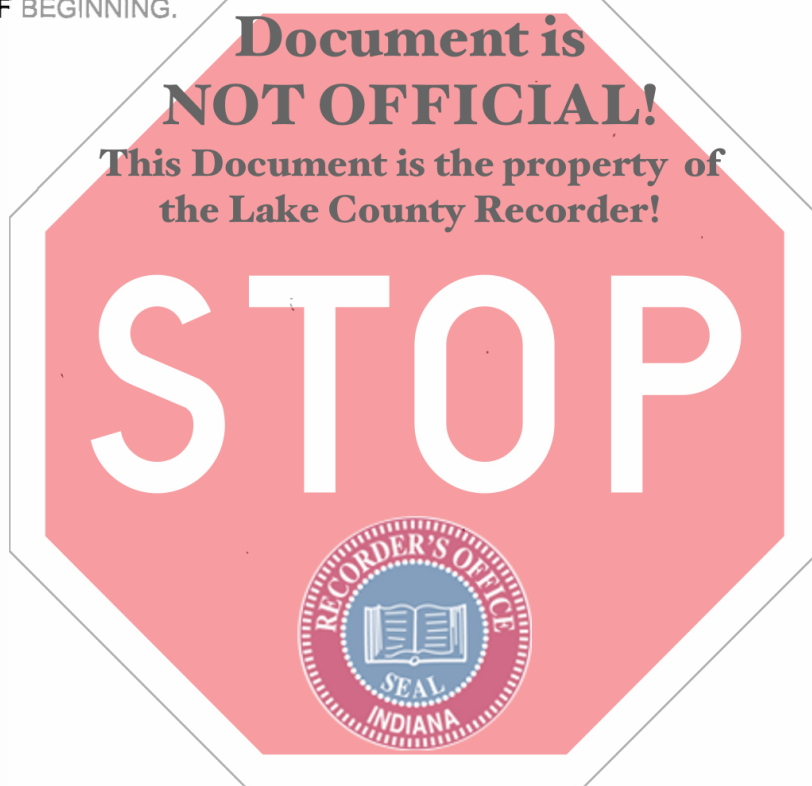 F BEGINNING.
Document is
NOT OFFICIAL!
This Document is the property of
the Lake County Recorder!
STOP
RECORDER'S OFFICE
SEAL
INDIANA